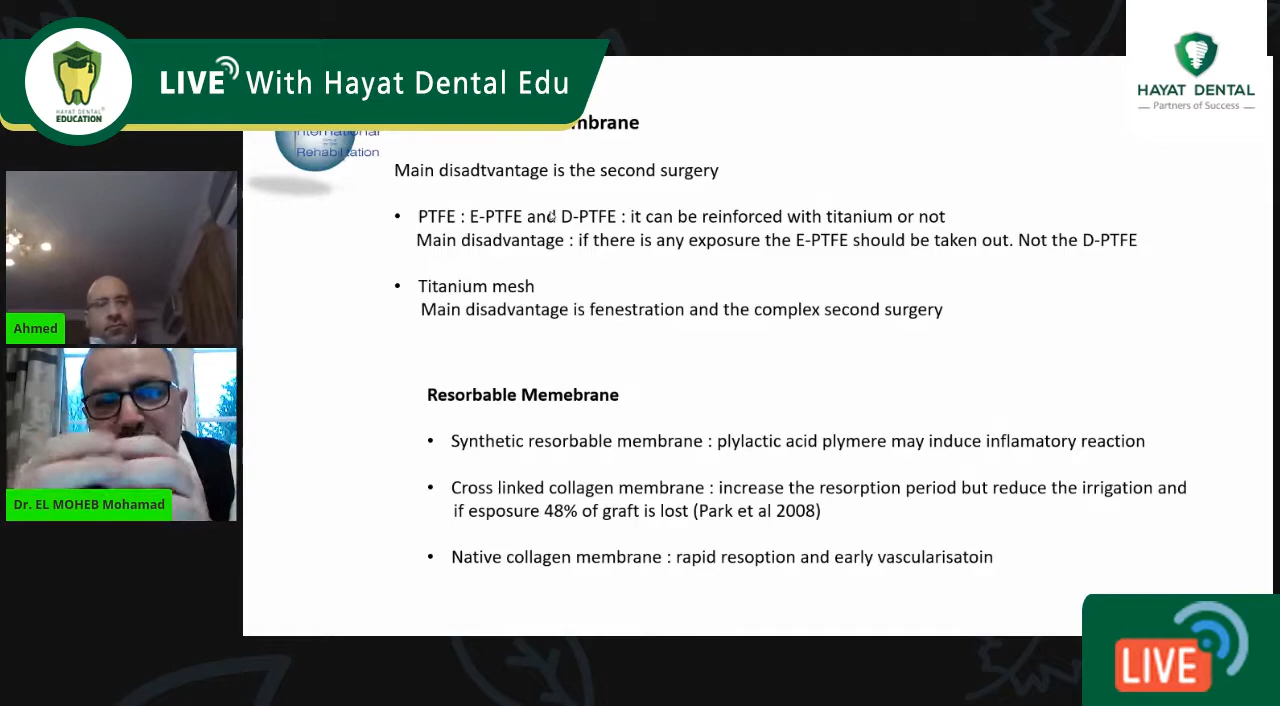 LIVE With Hayat Dental Edu
HAYAT DENTAL
EDUCATION
HAYAT DENTAL
Partners of Success
International
Rehabilitation
Main disadtvantage is the second surgery
• PTFE : E-PTFE and D-PTFE : it can be reinforced with titanium or not
Main disadvantage : if there is any exposure the E-PTFE should be taken out. Not the D-PTFE
• Titanium mesh
Main disadvantage is fenestration and the complex second surgery
Resorbable Memebrane
• Synthetic resorbable membrane : plylactic acid plymere may induce inflamatory reaction
• Cross linked collagen membrane : increase the resorption period but reduce the irrigation and
if esposure 48% of graft is lost (Park et al 2008)
• Native collagen membrane : rapid resoption and early vascularisatoin
Ahmed
Dr. EL MOHEB Mohamad
LIVE